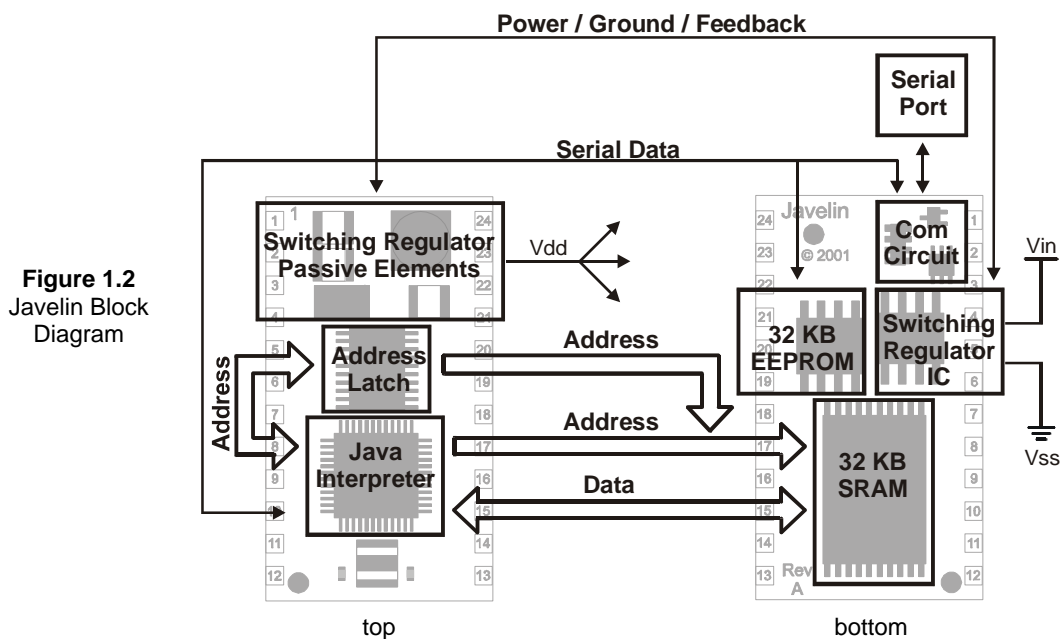 Power / Ground / Feedback
Serial
Port
Serial Data
Figure 1.2
Javelin Block
Diagram
1
1
24
2
23
3
22
4
21
5
20
6
19
7
18
8
17
9
16
10
15
11
14
12
13
Switching Regulator
Passive Elements
Vdd
Address
Latch
Address
Java
Interpreter
Address
Address
Data
24
Javelin
1
23
© 2001
2
22
3
21
4
20
5
19
6
18
7
17
8
16
9
15
10
14
11
13
Rev
A
12
Com
Circuit
Vin
32 KB
EEPROM
Switching
Regulator
IC
Vss
32 KB
SRAM
top
bottom